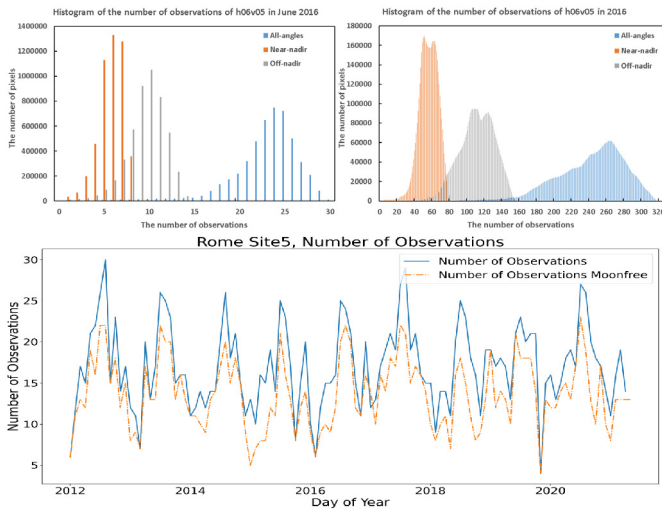 Histogram of the number of observations of h06v05 in June 2016
1400000
1200000
1000000
800000
600000
400000
200000
0
The number of pixels
All-angles
Near-nadir
Off-nadir
0 5 10 15 20 25 30
The number of observations
Histogram of the number of observations of h06v05 in 2016
180000
160000
140000
120000
100000
80000
60000
40000
20000
0
The number of pixels
All-angles
Near-nadir
Off-nadir
0 20 40 60 80 100 120 140 160 180 200 220 240 260 280 300 320
The number of observations
Rome Site5, Number of Observations
Number of Observations
Number of Observations Moonfree
30
25
20
15
10
5
Number of Observations
2012 2014 2016 2018 2020
Day of Year